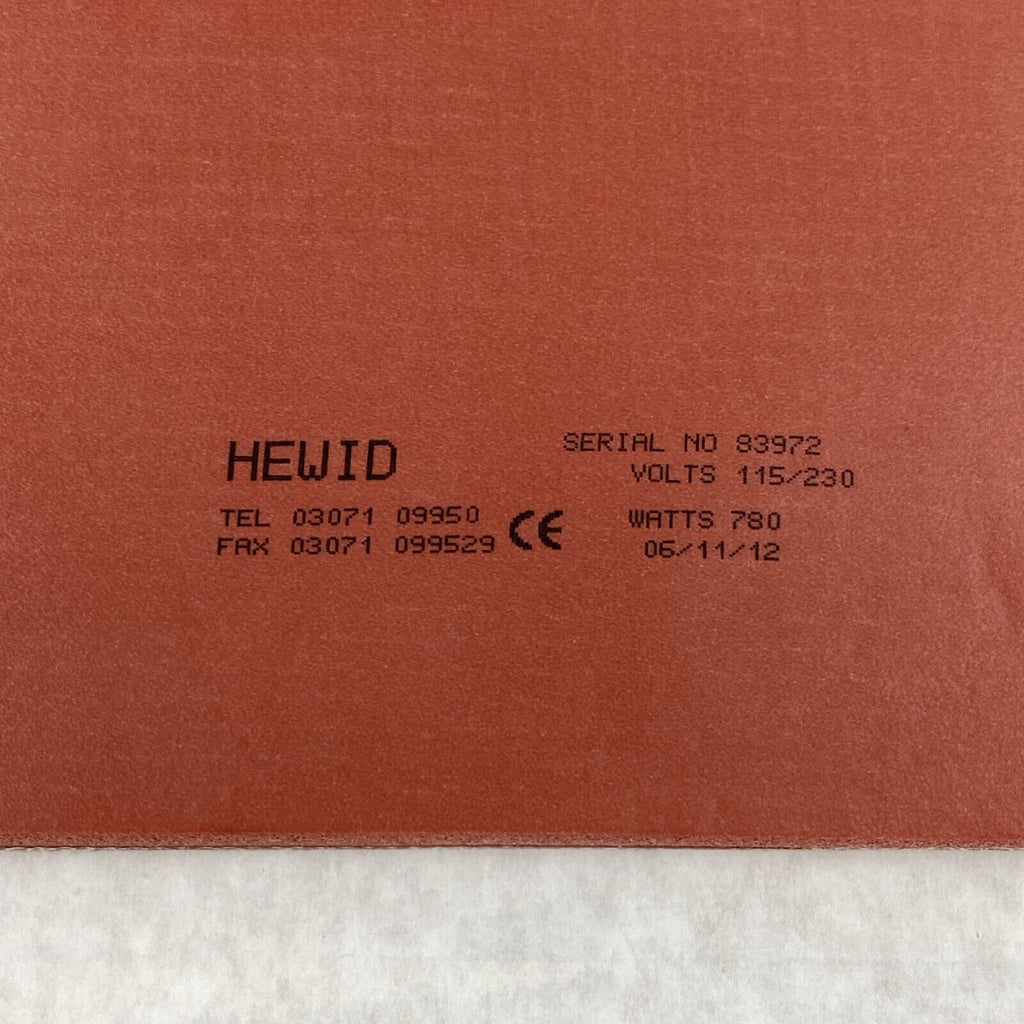 HEWID
TEL 03071 09950
FAX 03071 099529
CE
SERIAL NO 83972
VOLTS 115/230
WATTS 780
06/11/12